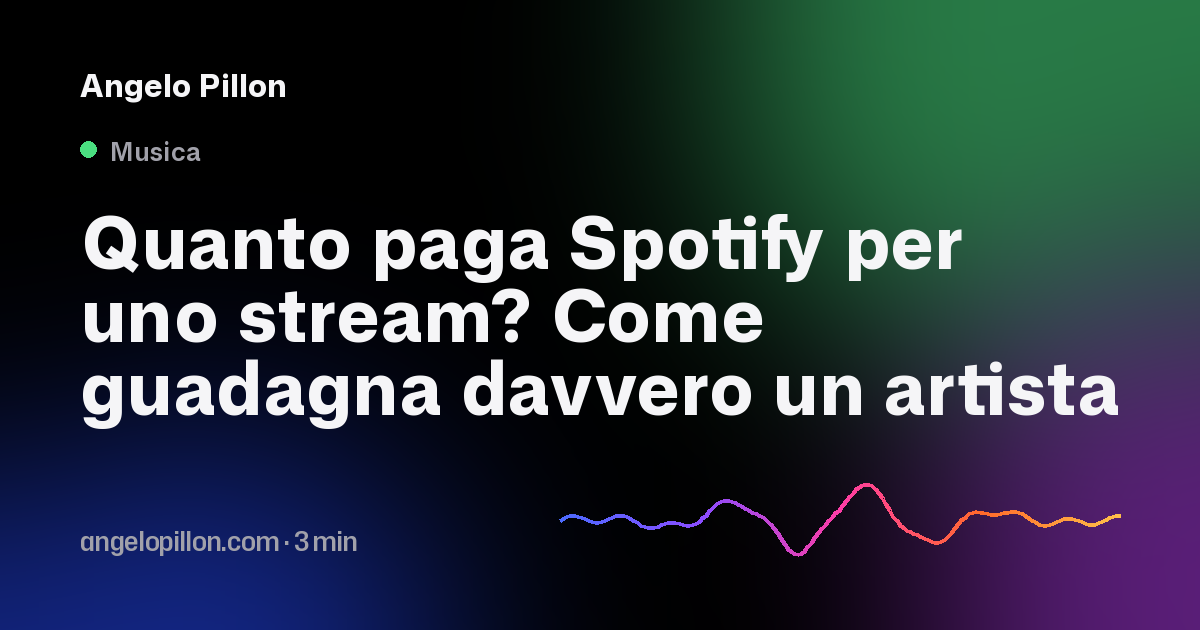 Angelo Pillon
Musica
Quanto paga Spotify per
uno stream? Come
guadagna davvero un artista
angelopillon.com · 3 min